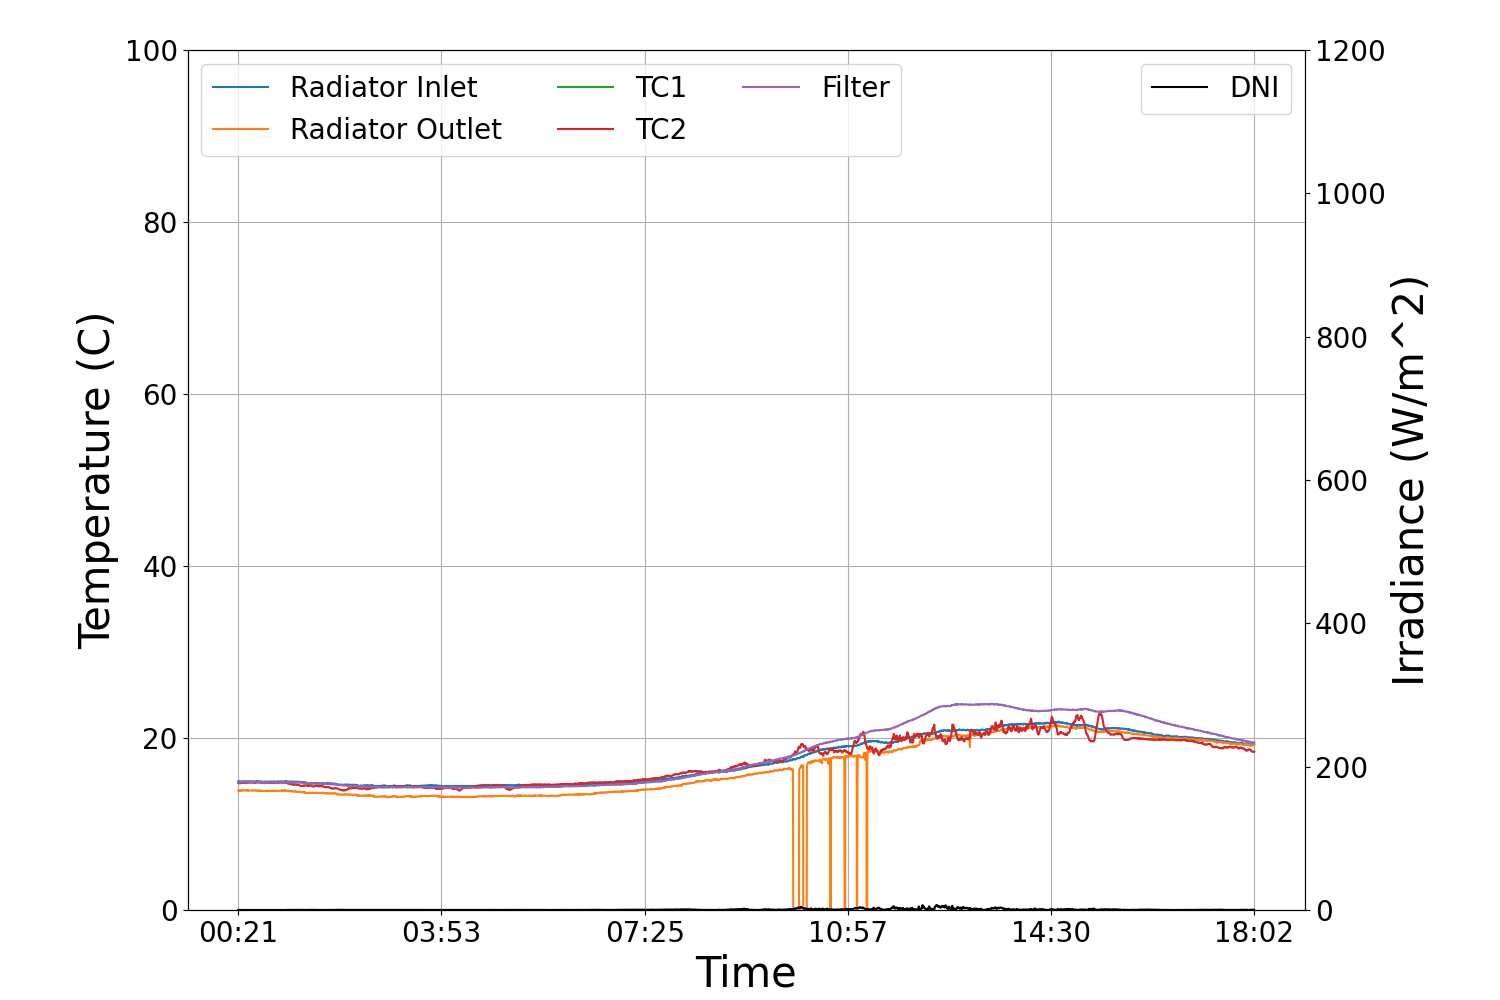 100
80
60
40
20
0
Temperature (C)
Radiator Inlet
Radiator Outlet
TC1
TC2
Filter
DNI
1200
1000
800
600
400
200
0
Irradiance (W/m^2)
00:21 03:53 07:25 10:57 14:30 18:02
Time